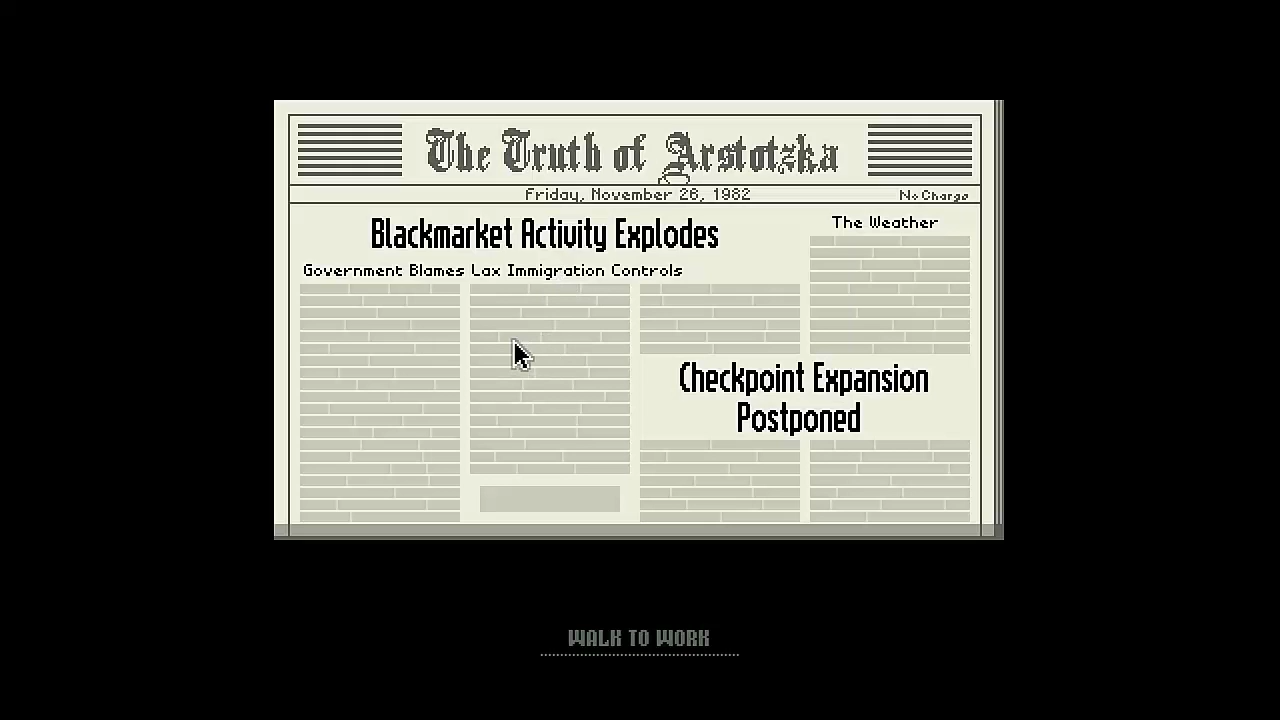 The Truth of Arstotzka
Friday, November 26, 1982
No Charge
Blackmarket Activity Explodes
Government Blames Lax Immigration Controls
The Weather
Checkpoint Expansion
Postponed
WALK TO WORK